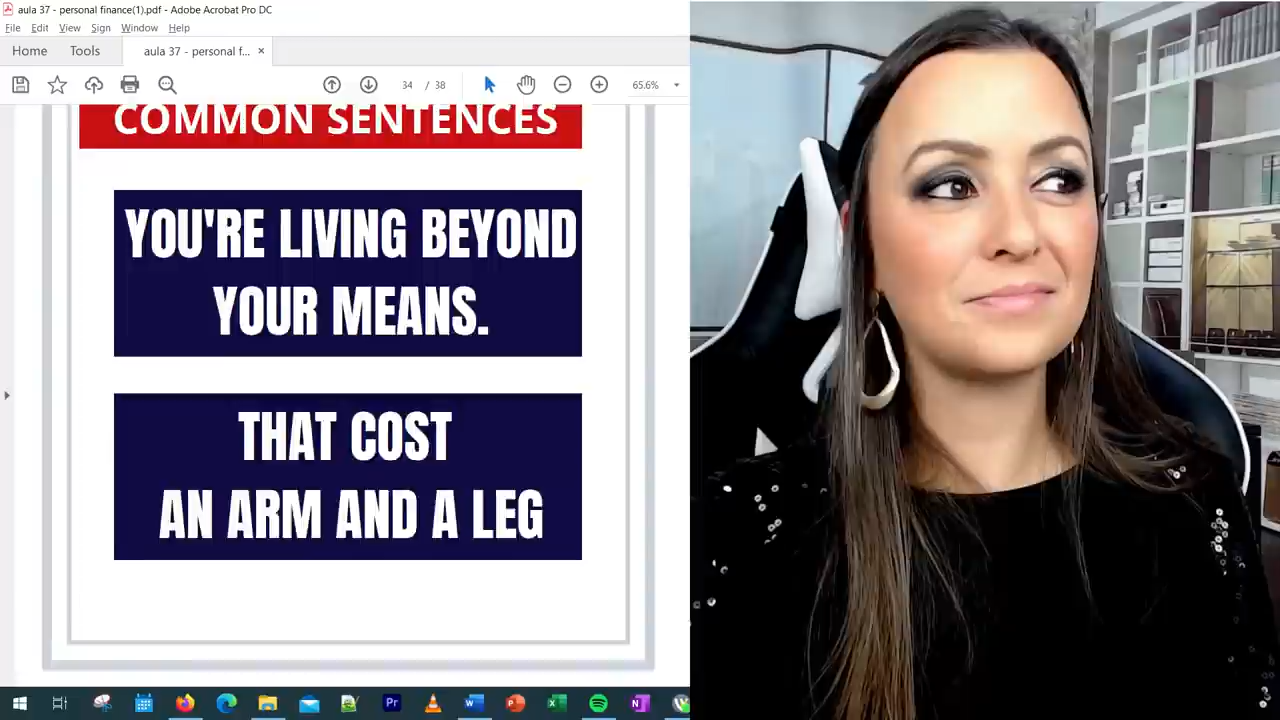 aula 37 - personal finance(1).pdf - Adobe Acrobat Pro DC
File Edit View Sign Window Help
Home Tools aula 37 - personal f... ×
34 / 38 65.6%
COMMON SENTENCES
YOU'RE LIVING BEYOND
YOUR MEANS.
THAT COST
AN ARM AND A LEG